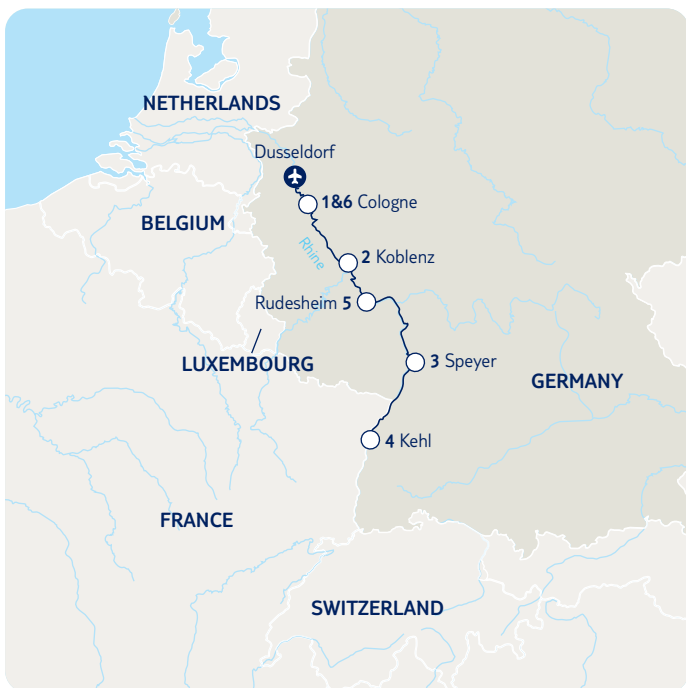 NETHERLANDS
Dusseldorf
1&6 Cologne
BELGIUM
Rhine
2 Koblenz
Rudesheim 5
LUXEMBOURG
3 Speyer
GERMANY
4 Kehl
FRANCE
SWITZERLAND